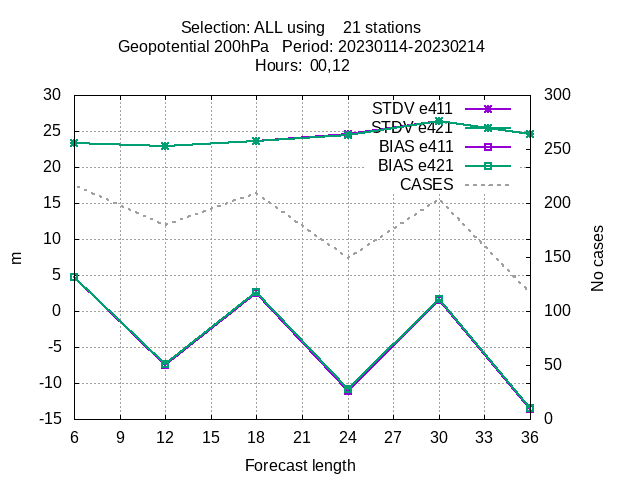 Selection: ALL using    21 stations
Geopotential 200hPa   Period: 20230114-20230214
Hours:  00,12
30
25
20
15
10
5
0
-5
-10
-15
m
STDV e411
STDV e421
BIAS e411
BIAS e421
CASES
300
250
200
150
100
50
0
No cases
6 9 12 15 18 21 24 27 30 33 36
Forecast length